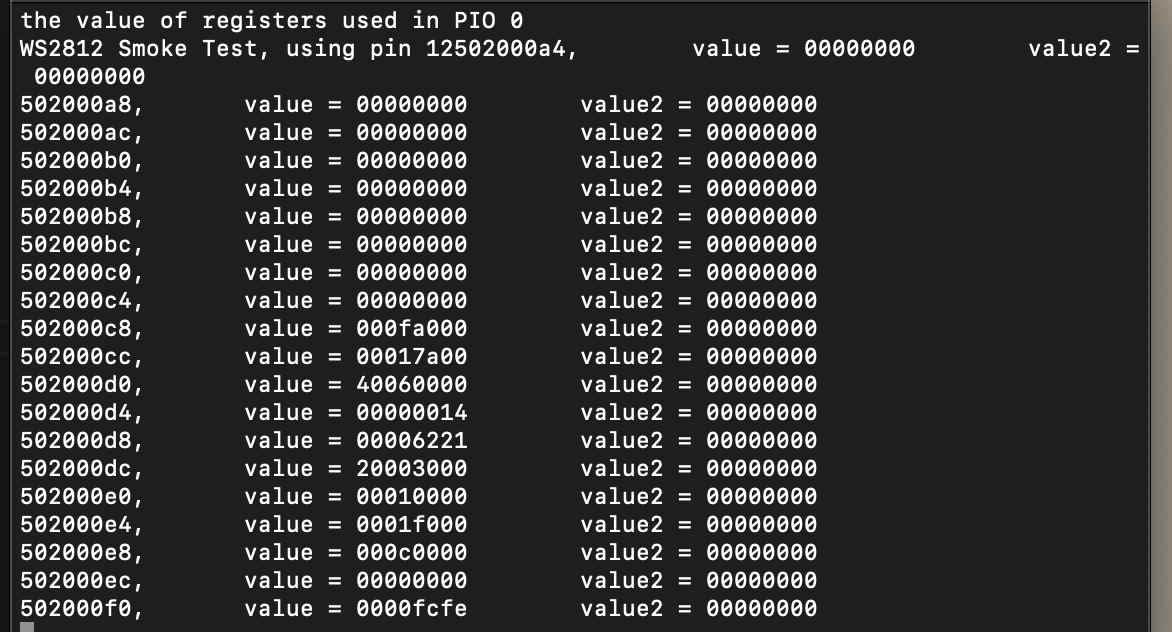 the value of registers used in PIO 0
WS2812 Smoke Test, using pin 12502000a4, value = 00000000 value2 =
00000000
502000a8, value = 00000000 value2 = 00000000
502000ac, value = 00000000 value2 = 00000000
502000b0, value = 00000000 value2 = 00000000
502000b4, value = 00000000 value2 = 00000000
502000b8, value = 00000000 value2 = 00000000
502000bc, value = 00000000 value2 = 00000000
502000c0, value = 00000000 value2 = 00000000
502000c4, value = 00000000 value2 = 00000000
502000c8, value = 000fa000 value2 = 00000000
502000cc, value = 00017a00 value2 = 00000000
502000d0, value = 40060000 value2 = 00000000
502000d4, value = 00000014 value2 = 00000000
502000d8, value = 00006221 value2 = 00000000
502000dc, value = 20003000 value2 = 00000000
502000e0, value = 00010000 value2 = 00000000
502000e4, value = 0001f000 value2 = 00000000
502000e8, value = 000c0000 value2 = 00000000
502000ec, value = 00000000 value2 = 00000000
502000f0, value = 0000fcfe value2 = 00000000